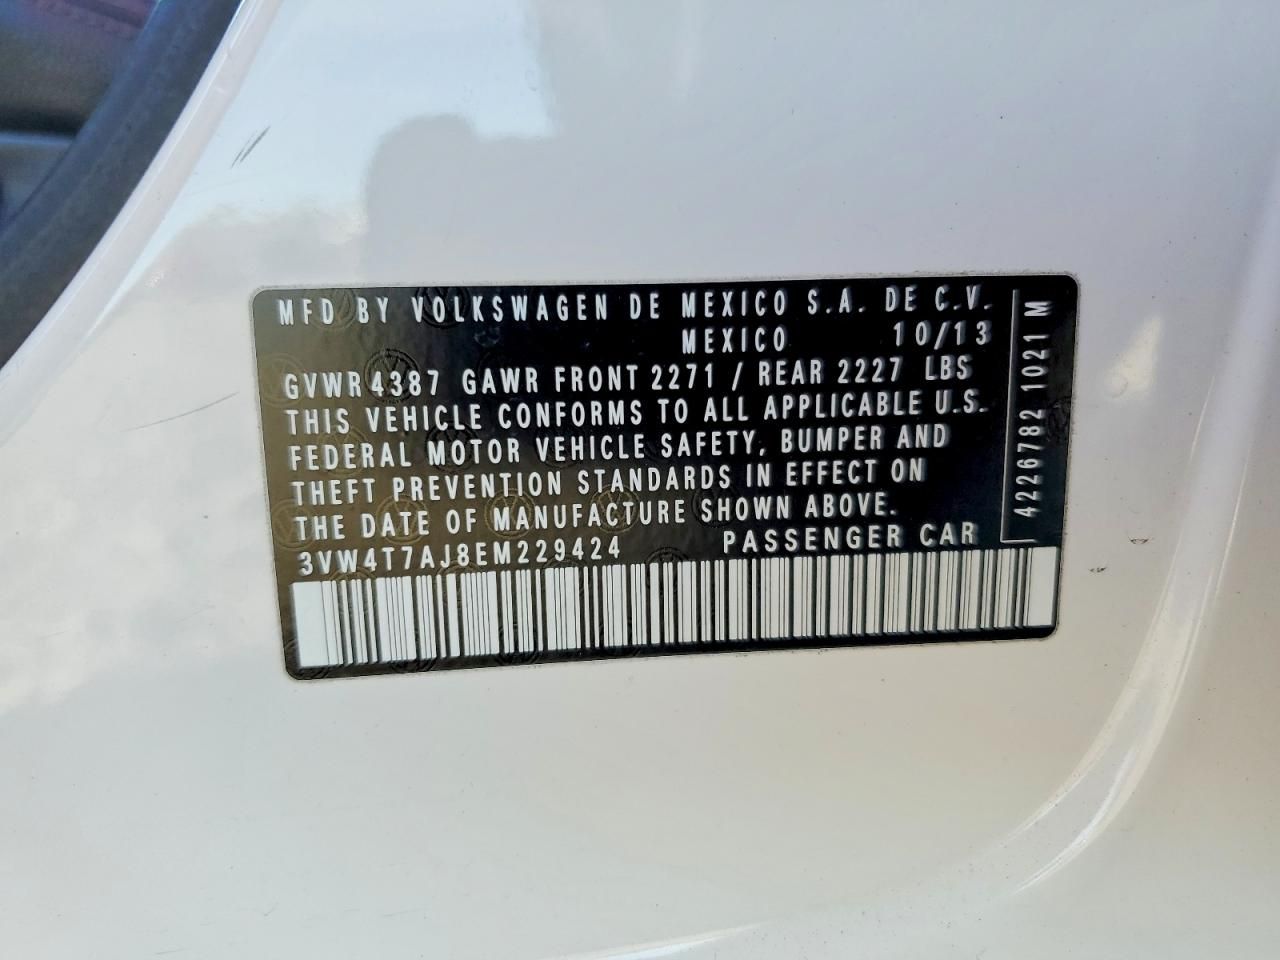 MFD BY VOLKSWAGEN DE MEXICO S.A. DE C.V.
MEXICO 10/13
GVWR 4387 GAWR FRONT 2271 / REAR 2227 LBS
THIS VEHICLE CONFORMS TO ALL APPLICABLE U.S.
FEDERAL MOTOR VEHICLE SAFETY, BUMPER AND
THEFT PREVENTION STANDARDS IN EFFECT ON
THE DATE OF MANUFACTURE SHOWN ABOVE.
3VW4T7AJ8EM229424 PASSENGER CAR
4226782 1021 M